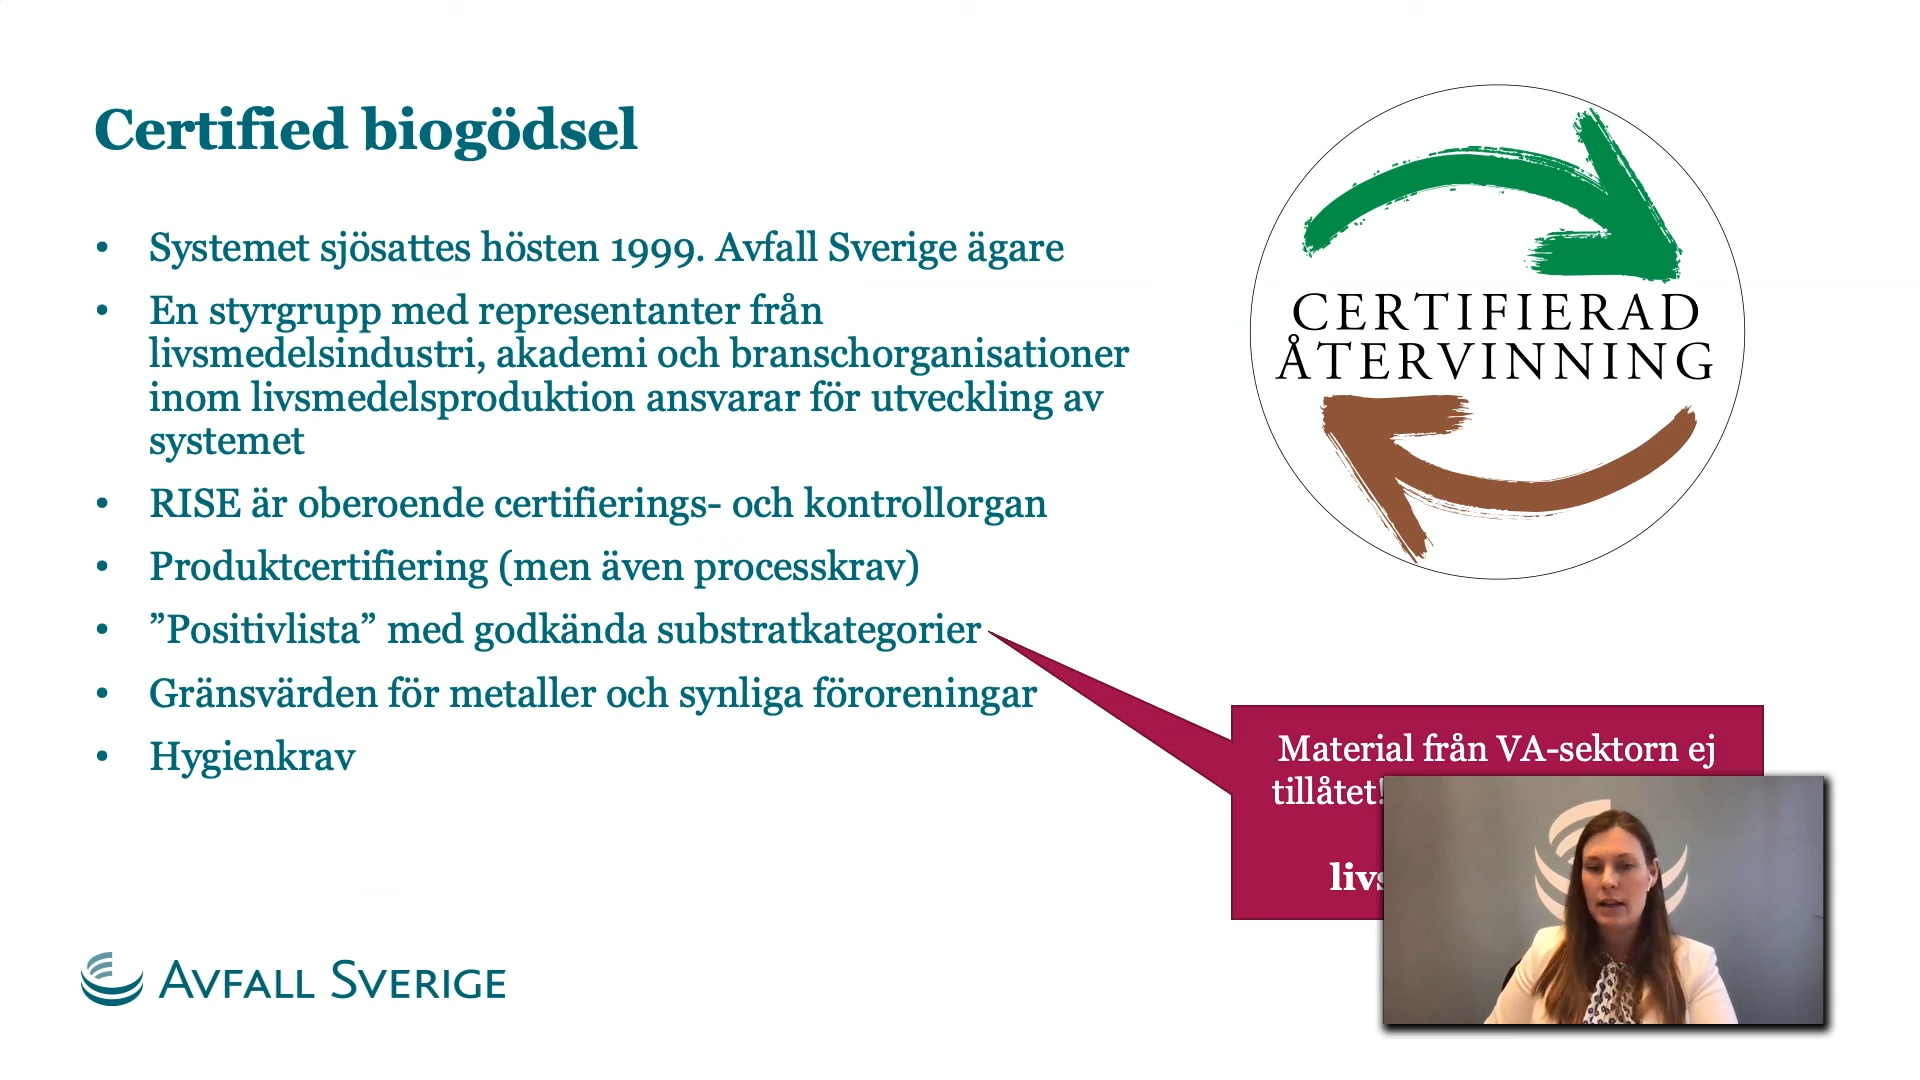 Certified biogödsel
• Systemet sjösattes hösten 1999. Avfall Sverige ägare
• En styrgrupp med representanter från
livsmedelsindustri, akademi och branschorganisationer
inom livsmedelsproduktion ansvarar för utveckling av
systemet
• RISE är oberoende certifierings- och kontrollorgan
• Produktcertifiering (men även processkrav)
• ”Positivlista” med godkända substratkategorier
• Gränsvärden för metaller och synliga föroreningar
• Hygienkrav
CERTIFIERAD
ÅTERVINNING
Material från VA-sektorn ej
tillåtet!
AVFALL SVERIGE